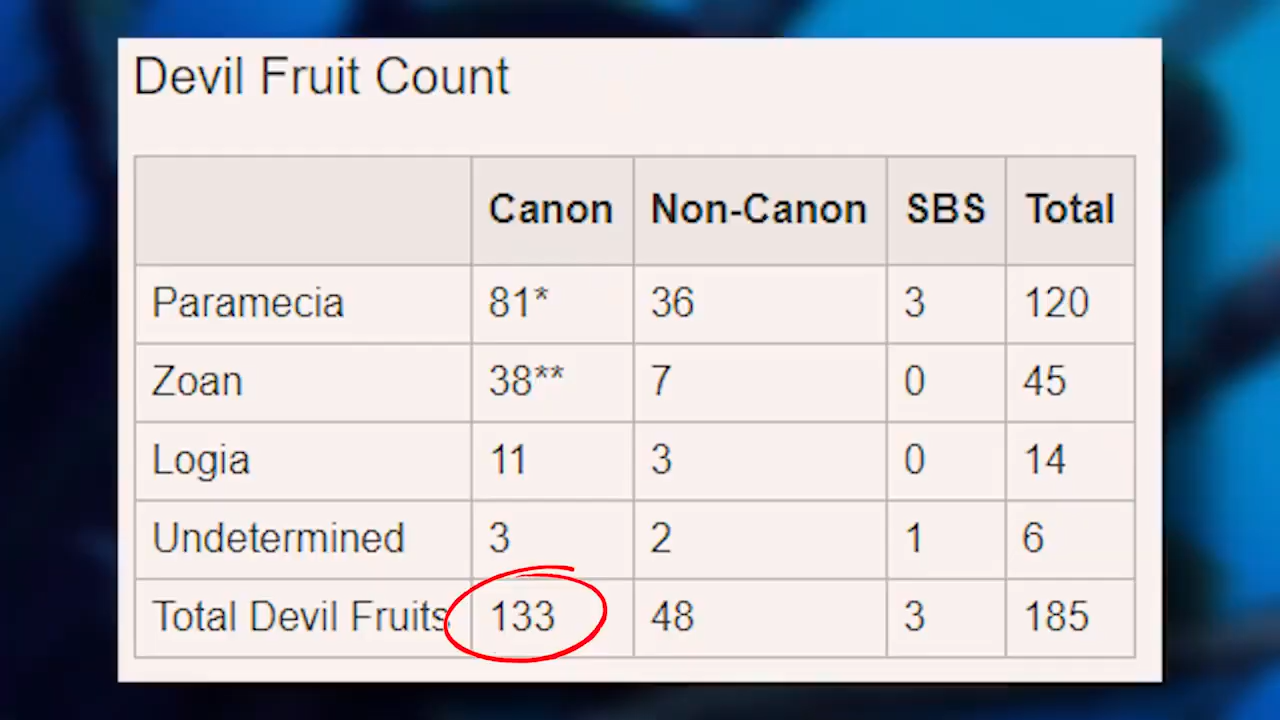 Devil Fruit Count
Canon Non-Canon SBS Total
Paramecia 81* 36 3 120
Zoan 38** 7 0 45
Logia 11 3 0 14
Undetermined 3 2 1 6
Total Devil Fruits 133 48 3 185